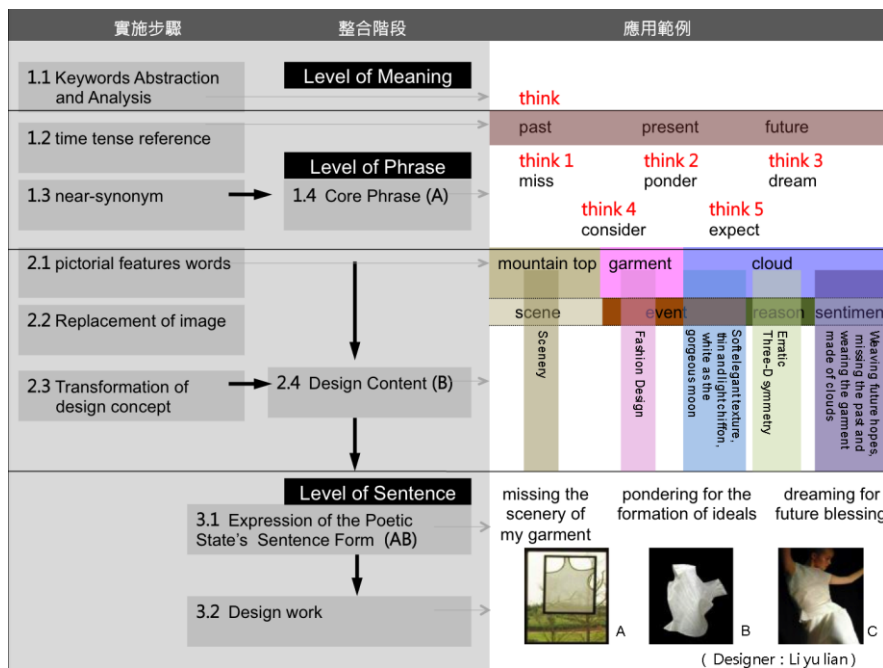 實施步驟
整合階段
應用範例
1.1 Keywords Abstraction
and Analysis
Level of Meaning
think
1.2 time tense reference
past
present
future
Level of Phrase
think 1
miss
think 2
ponder
think 3
dream
1.3 near-synonym
1.4 Core Phrase (A)
think 4
consider
think 5
expect
2.1 pictorial features words
mountain top
garment
cloud
2.2 Replacement of image
scene
event
reason
sentimen
2.3 Transformation of
design concept
2.4 Design Content (B)
Scenery
Fashion Design
Soft elegant texture,
thin and light chiffon,
white as the
gorgeous moon
Erratic
Three-D symmetry
Weaving future hopes,
missing the past and
wearing the garment
made of clouds
Level of Sentence
3.1 Expression of the Poetic
State's Sentence Form (AB)
missing the
scenery of
my garment
pondering for the
formation of ideals
dreaming for
future blessing
3.2 Design work
A
B
C
( Designer : Li yu lian )